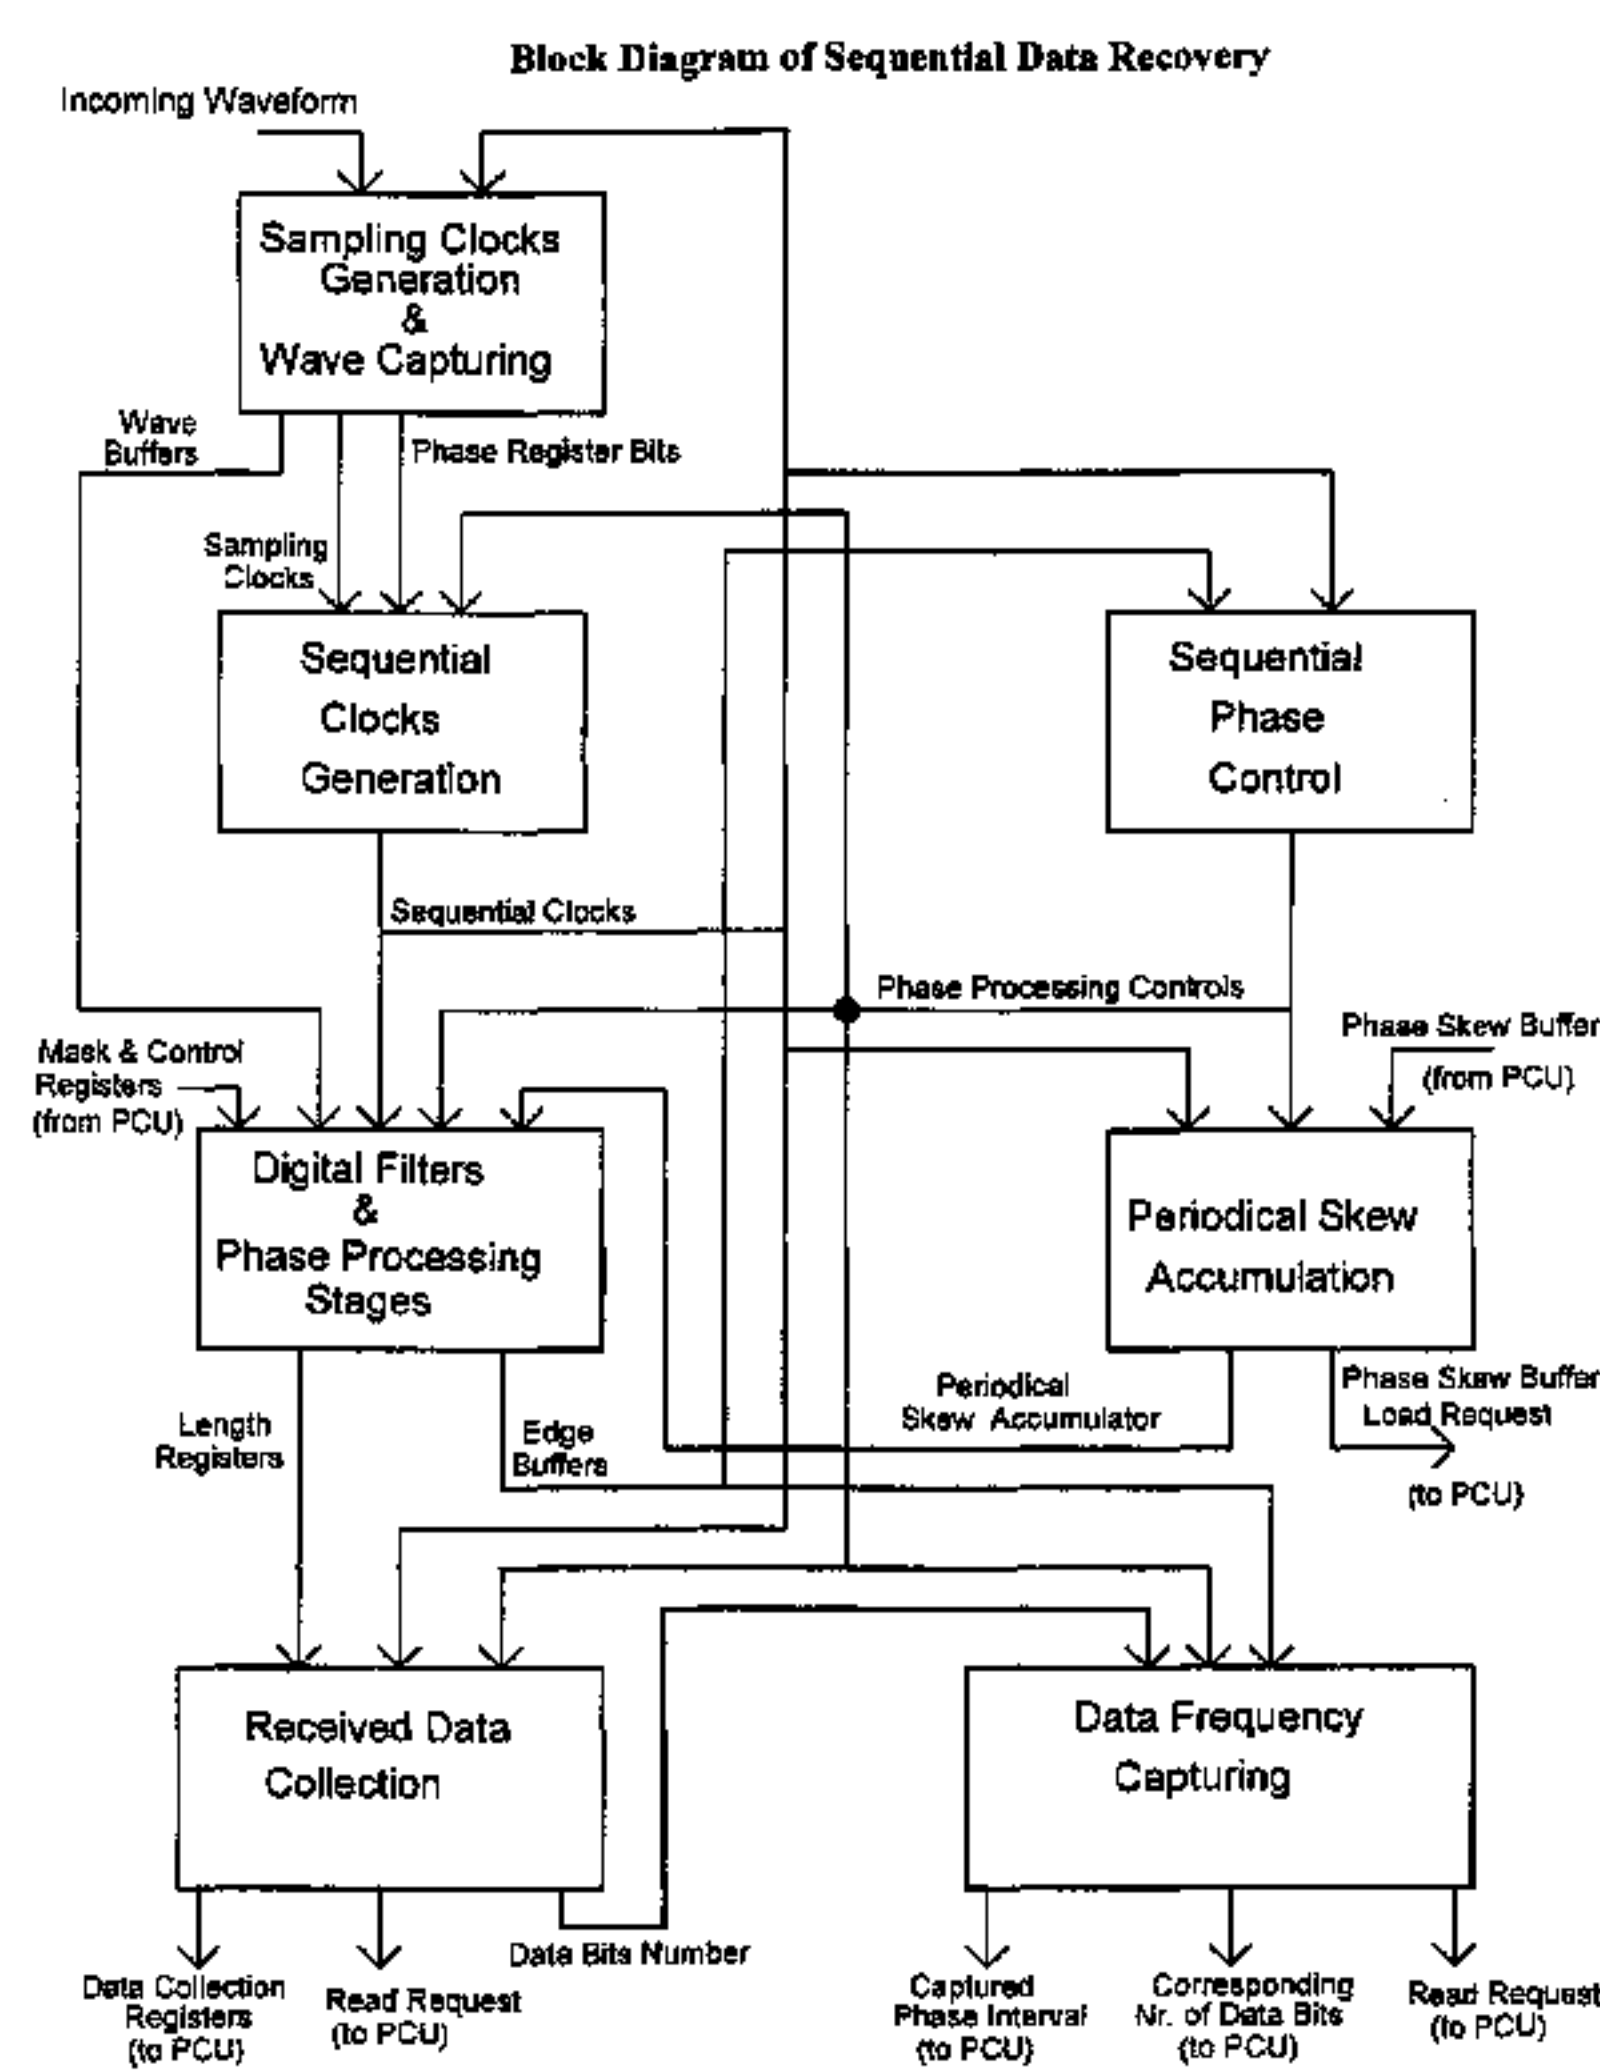 Block Diagram of Sequential Data Recovery
Incoming Waveform
Sampling Clocks
Generation
&
Wave Capturing
Wave
Buffers
Phase Register Bits
Sampling
Clocks
Sequential
Clocks
Generation
Sequential
Phase
Control
Sequential Clocks
Phase Processing Controls
Phase Skew Buffer
(from PCU)
Mask & Control
Registers
(from PCU)
Digital Filters
&
Phase Processing
Stages
Periodical Skew
Accumulation
Periodical
Skew Accumulator
Phase Skew Buffer
Load Request
(to PCU)
Length
Registers
Edge
Buffers
Received Data
Collection
Data Frequency
Capturing
Data Bits Number
Data Collection
Registers
(to PCU)
Read Request
(to PCU)
Captured
Phase Interval
(to PCU)
Corresponding
Nr. of Data Bits
(to PCU)
Read Request
(to PCU)